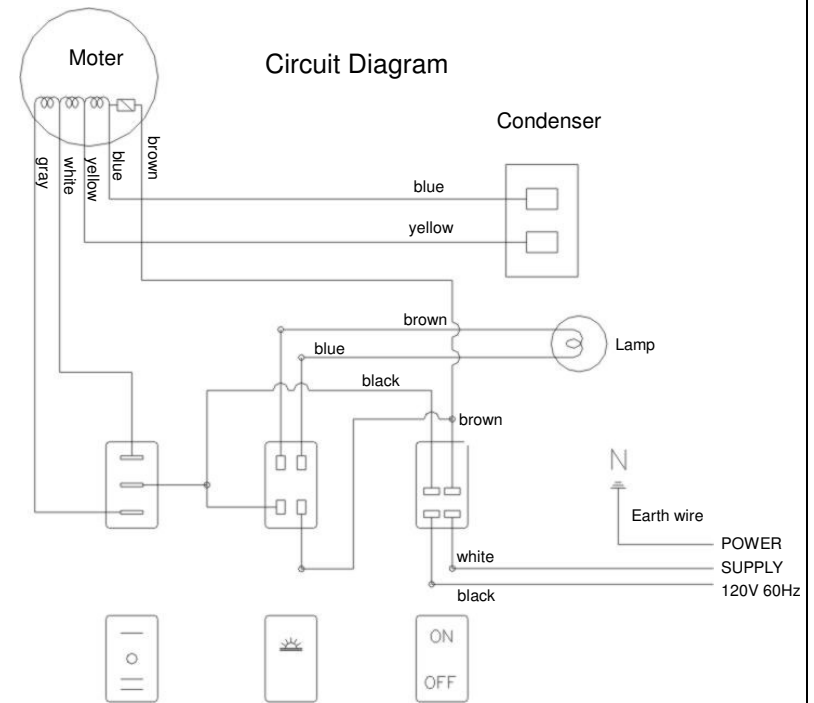 Moter
Circuit Diagram
Condenser
gray
white
yellow
blue
brown
blue
yellow
brown
Lamp
blue
black
brown
N
Earth wire
POWER
white
SUPPLY
black
120V 60Hz
ON
OFF